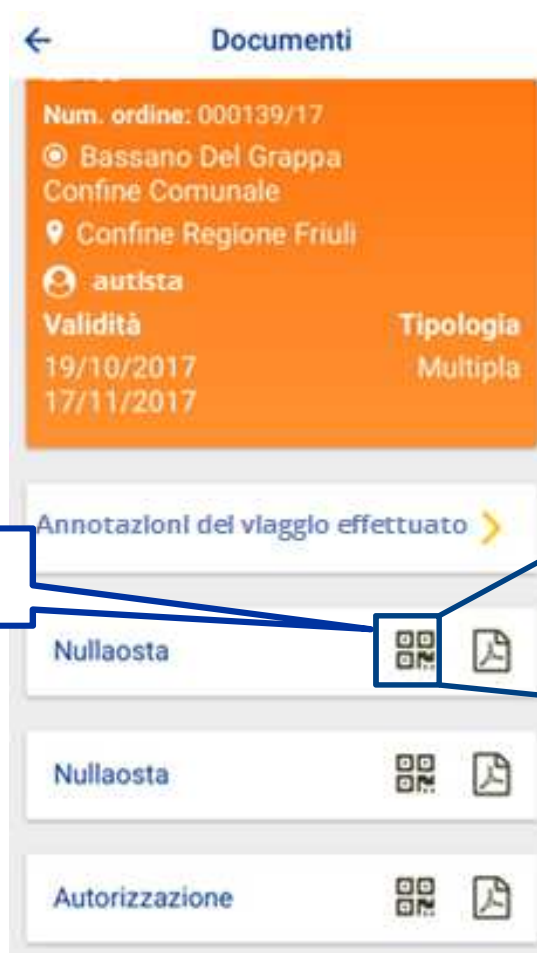 Documenti
Num. ordine: 000139/17
Bassano Del Grappa
Confine Comunale
Confine Regione Friuli
autista
Validità Tipologia
19/10/2017 Multipla
17/11/2017
Annotazioni del viaggio effettuato
Nullaosta
Nullaosta
Autorizzazione